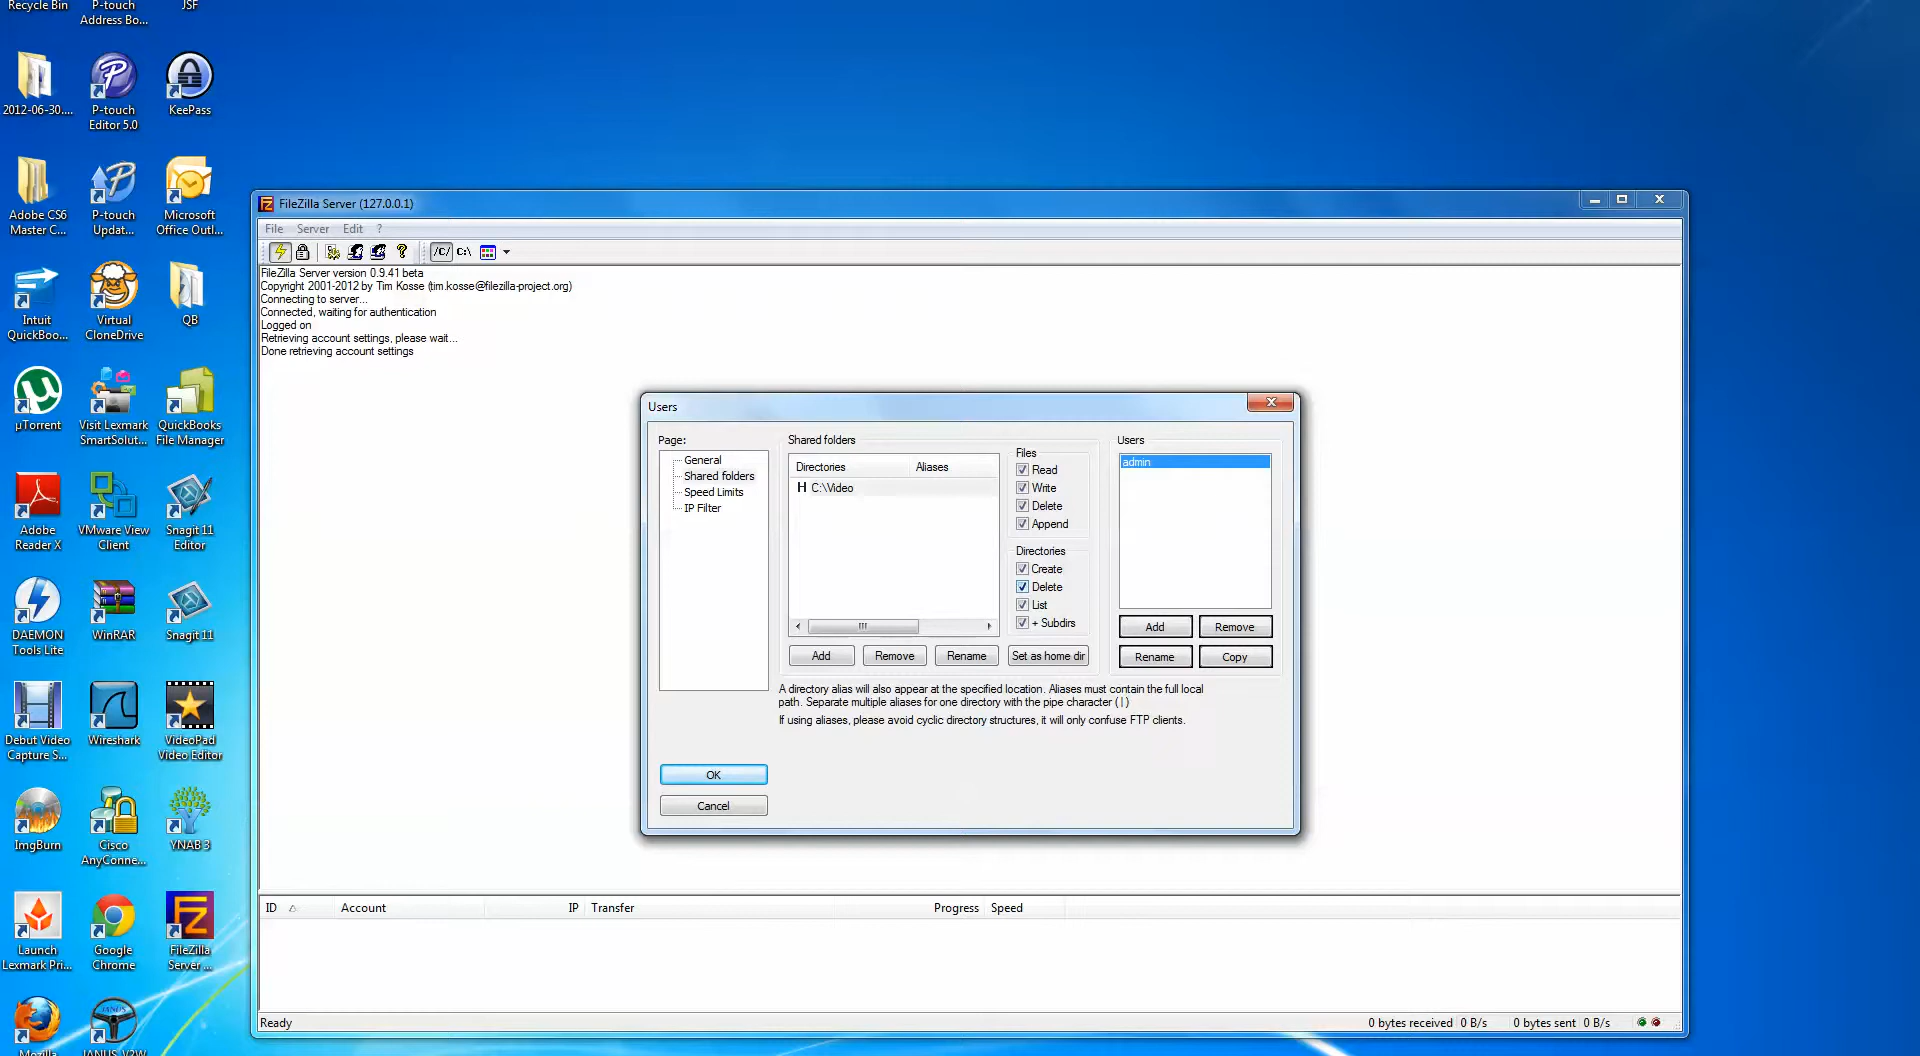 Recycle Bin
P-touch
Address Bo...
JSF
2012-06-30....
P-touch
Editor 5.0
KeePass
Adobe CS6
Master C...
P-touch
Updat...
Microsoft
Office Outl...
Intuit
QuickBoo...
Virtual
CloneDrive
QB
µTorrent
Visit Lexmark
SmartSolut...
QuickBooks
File Manager
Adobe
Reader X
VMware View
Client
Snagit 11
Editor
DAEMON
Tools Lite
WinRAR
Snagit 11
Debut Video
Capture S...
Wireshark
VideoPad
Video Editor
ImgBurn
Cisco
AnyConne...
YNAB 3
Launch
Lexmark Pri...
Google
Chrome
FileZilla
Server ...
Mozilla
JANUS
FileZilla Server (127.0.0.1)
File Server Edit ?
/C/ C:\
FileZilla Server version 0.9.41 beta
Copyright 2001-2012 by Tim Kosse (tim.kosse@filezilla-project.org)
Connecting to server...
Connected, waiting for authentication
Logged on
Retrieving account settings, please wait...
Done retrieving account settings
Users
Page:
General
Shared folders
Speed Limits
IP Filter
OK
Cancel
Shared folders
Directories Aliases
H C:\Video
Add Remove Rename Set as home dir
Files
Read
Write
Delete
Append
Directories
Create
Delete
List
+ Subdirs
Users
admin
Add Remove
Rename Copy
A directory alias will also appear at the specified location. Aliases must contain the full local
path. Separate multiple aliases for one directory with the pipe character (|)
If using aliases, please avoid cyclic directory structures, it will only confuse FTP clients.
ID Account IP Transfer Progress Speed
Ready 0 bytes received 0 B/s 0 bytes sent 0 B/s